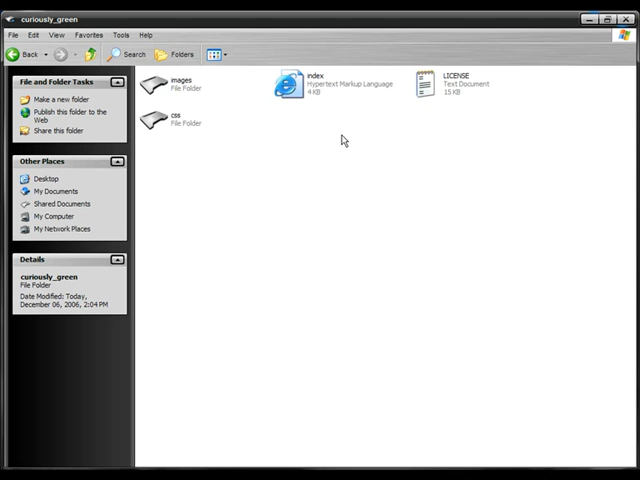 curiously_green
File Edit View Favorites Tools Help
Back Search Folders
File and Folder Tasks
Make a new folder
Publish this folder to the
Web
Share this folder
Other Places
Desktop
My Documents
Shared Documents
My Computer
My Network Places
Details
curiously_green
File Folder
Date Modified: Today,
December 06, 2006, 2:04 PM
images
File Folder
index
Hypertext Markup Language
4 KB
LICENSE
Text Document
15 KB
css
File Folder